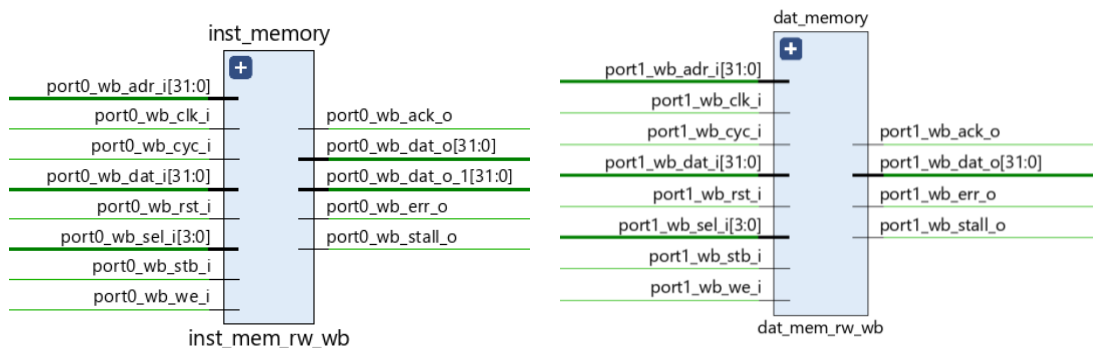 inst_memory
port0_wb_adr_i[31:0]
port0_wb_clk_i
port0_wb_cyc_i
port0_wb_dat_i[31:0]
port0_wb_rst_i
port0_wb_sel_i[3:0]
port0_wb_stb_i
port0_wb_we_i
port0_wb_ack_o
port0_wb_dat_o[31:0]
port0_wb_dat_o_1[31:0]
port0_wb_err_o
port0_wb_stall_o
inst_mem_rw_wb
dat_memory
port1_wb_adr_i[31:0]
port1_wb_clk_i
port1_wb_cyc_i
port1_wb_dat_i[31:0]
port1_wb_rst_i
port1_wb_sel_i[3:0]
port1_wb_stb_i
port1_wb_we_i
port1_wb_ack_o
port1_wb_dat_o[31:0]
port1_wb_err_o
port1_wb_stall_o
dat_mem_rw_wb